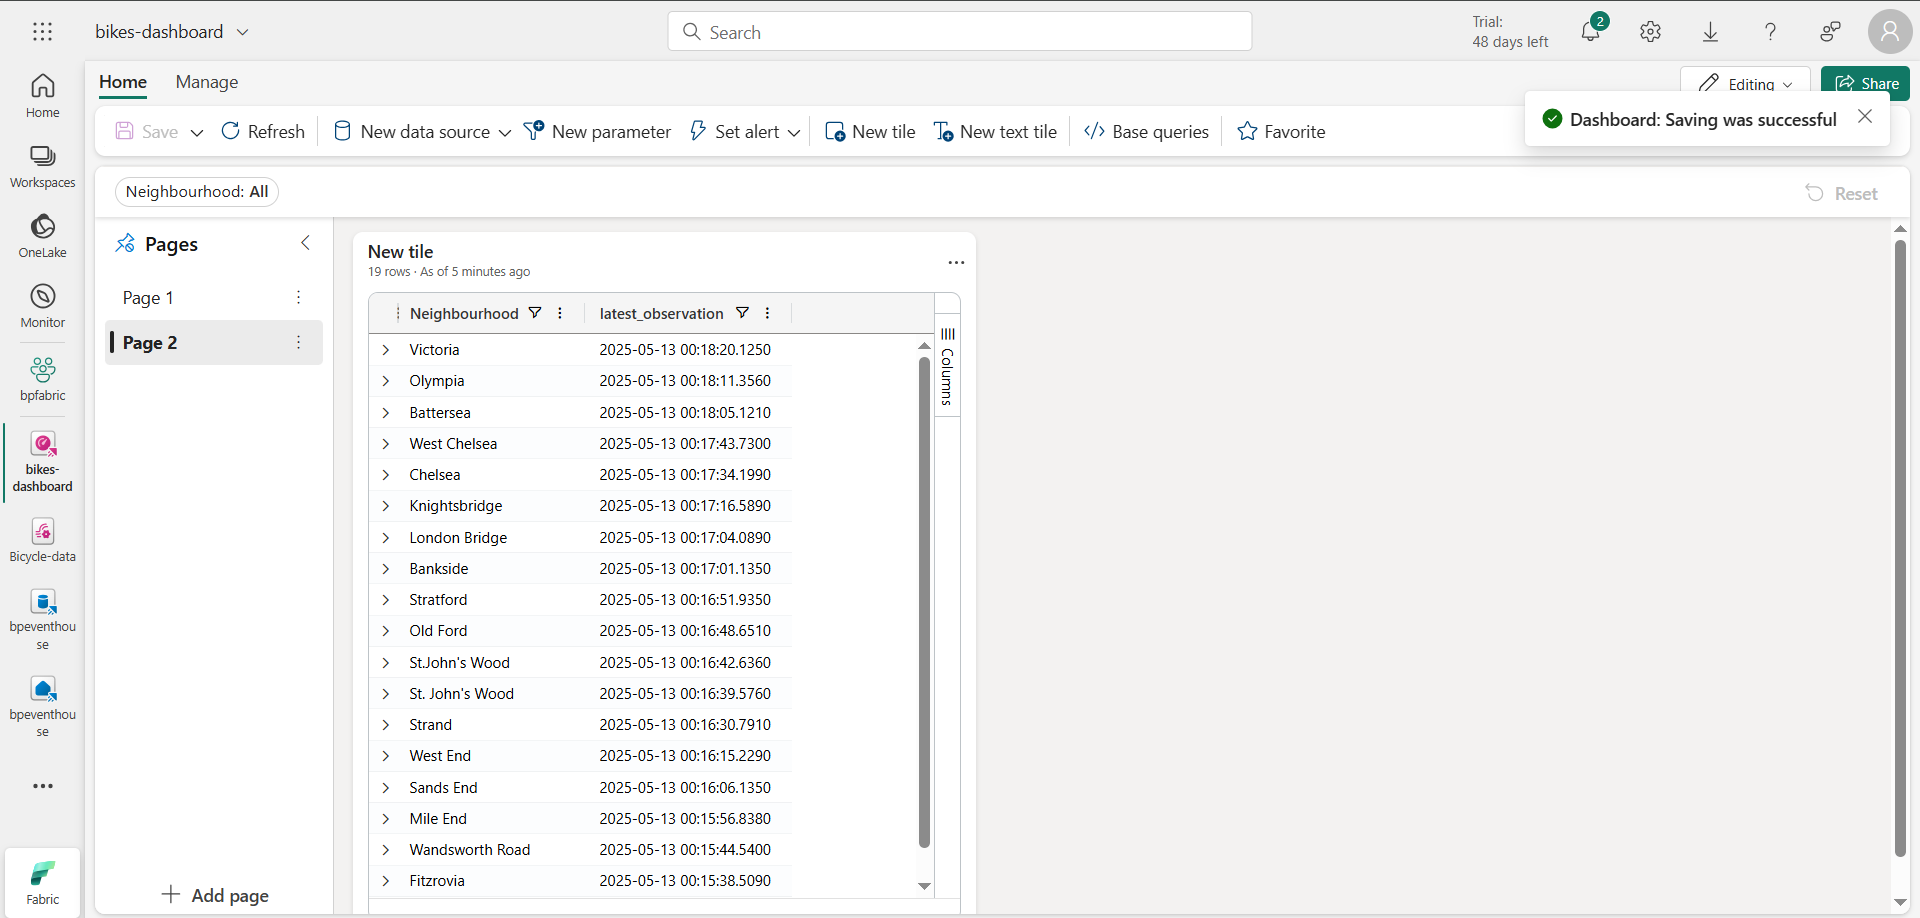 bikes-dashboard
Search
Trial:
48 days left
2
Home
Manage
Editing
Share
Dashboard: Saving was successful
Save
Refresh
New data source
New parameter
Set alert
New tile
New text tile
Base queries
Favorite
Neighbourhood: All
Reset
Home
Workspaces
OneLake
Monitor
bpfabric
bikes-
dashboard
Bicycle-data
bpeventhou
se
bpeventhou
se
Fabric
Pages
Page 1
Page 2
Add page
New tile
19 rows · As of 5 minutes ago
Neighbourhood latest_observation
Victoria 2025-05-13 00:18:20.1250
Olympia 2025-05-13 00:18:11.3560
Battersea 2025-05-13 00:18:05.1210
West Chelsea 2025-05-13 00:17:43.7300
Chelsea 2025-05-13 00:17:34.1990
Knightsbridge 2025-05-13 00:17:16.5890
London Bridge 2025-05-13 00:17:04.0890
Bankside 2025-05-13 00:17:01.1350
Stratford 2025-05-13 00:16:51.9350
Old Ford 2025-05-13 00:16:48.6510
St.John's Wood 2025-05-13 00:16:42.6360
St. John's Wood 2025-05-13 00:16:39.5760
Strand 2025-05-13 00:16:30.7910
West End 2025-05-13 00:16:15.2290
Sands End 2025-05-13 00:16:06.1350
Mile End 2025-05-13 00:15:56.8380
Wandsworth Road 2025-05-13 00:15:44.5400
Fitzrovia 2025-05-13 00:15:38.5090
Columns